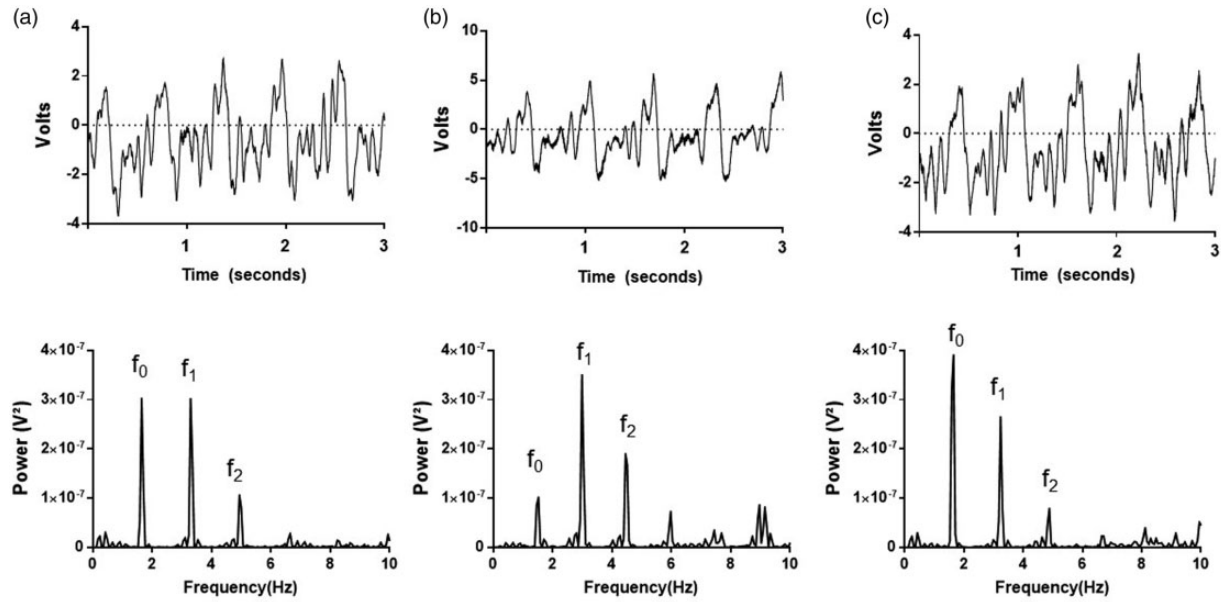 (a)
4
2
0
-2
-4
Volts
1
2
3
Time (seconds)
(b)
10
5
0
-5
-10
Volts
1
2
3
Time (seconds)
(c)
4
2
0
-2
-4
Volts
1
2
3
Time (seconds)
4×10⁻⁷
3×10⁻⁷
2×10⁻⁷
1×10⁻⁷
0
Power (V²)
f₀
f₁
f₂
0 2 4 6 8 10
Frequency(Hz)
4×10⁻⁷
3×10⁻⁷
2×10⁻⁷
1×10⁻⁷
0
Power (V²)
f₀
f₁
f₂
0 2 4 6 8 10
Frequency(Hz)
4×10⁻⁷
3×10⁻⁷
2×10⁻⁷
1×10⁻⁷
0
Power (V²)
f₀
f₁
f₂
0 2 4 6 8 10
Frequency(Hz)